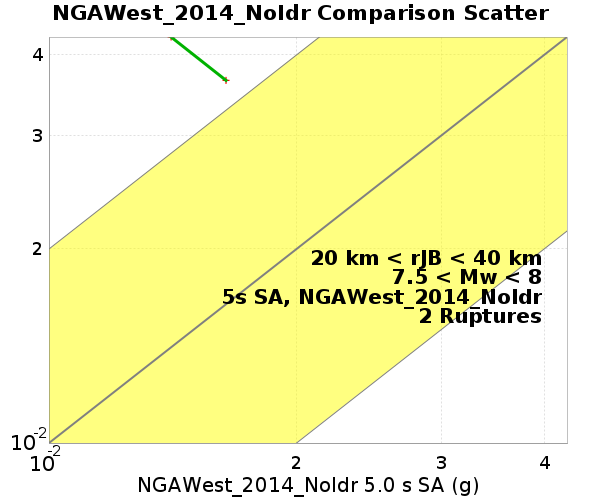 NGAWest_2014_NoIdr Comparison Scatter
4
3
2
10-2
20 km < rJB < 40 km
7.5 < Mw < 8
5s SA, NGAWest_2014_NoIdr
2 Ruptures
10-2
2
3
4
NGAWest_2014_NoIdr 5.0 s SA (g)